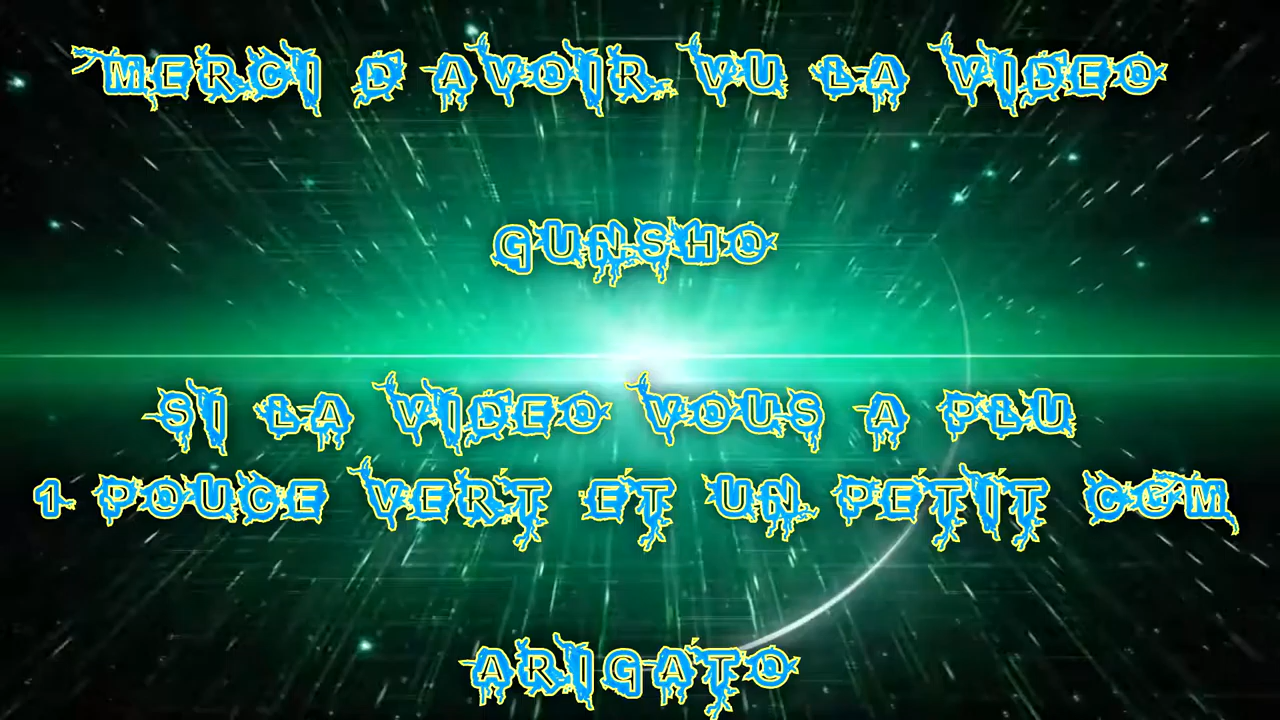 MERCI D AVOIR VU LA VIDEO
GUNSHO
SI LA VIDEO VOUS A PLU
1 POUCE VERT ET UN PETIT COM
ARIGATO